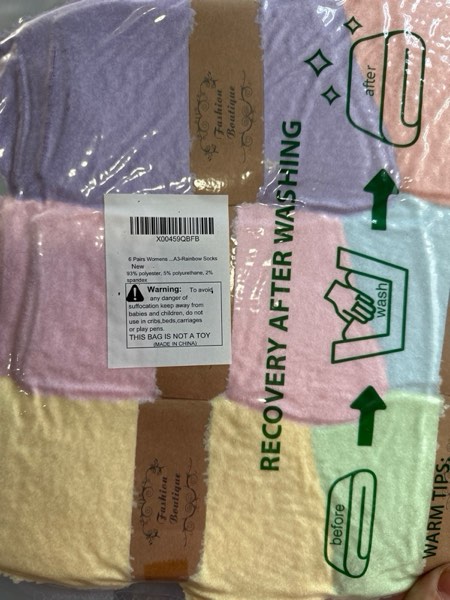 Fashion
Boutique
after
RECOVERY AFTER WASHING
X00459QBFB
6 Pairs Womens ...A3-Rainbow Socks
New
93% polyester, 5% polyurethane, 2%
spandex
Warning: To avoid
any danger of
suffocation keep away from
babies and children, do not
use in cribs,beds,carriages
or play pens.
THIS BAG IS NOT A TOY
(MADE IN CHINA)
wash
Fashion
Boutique
before
WARM TIPS: